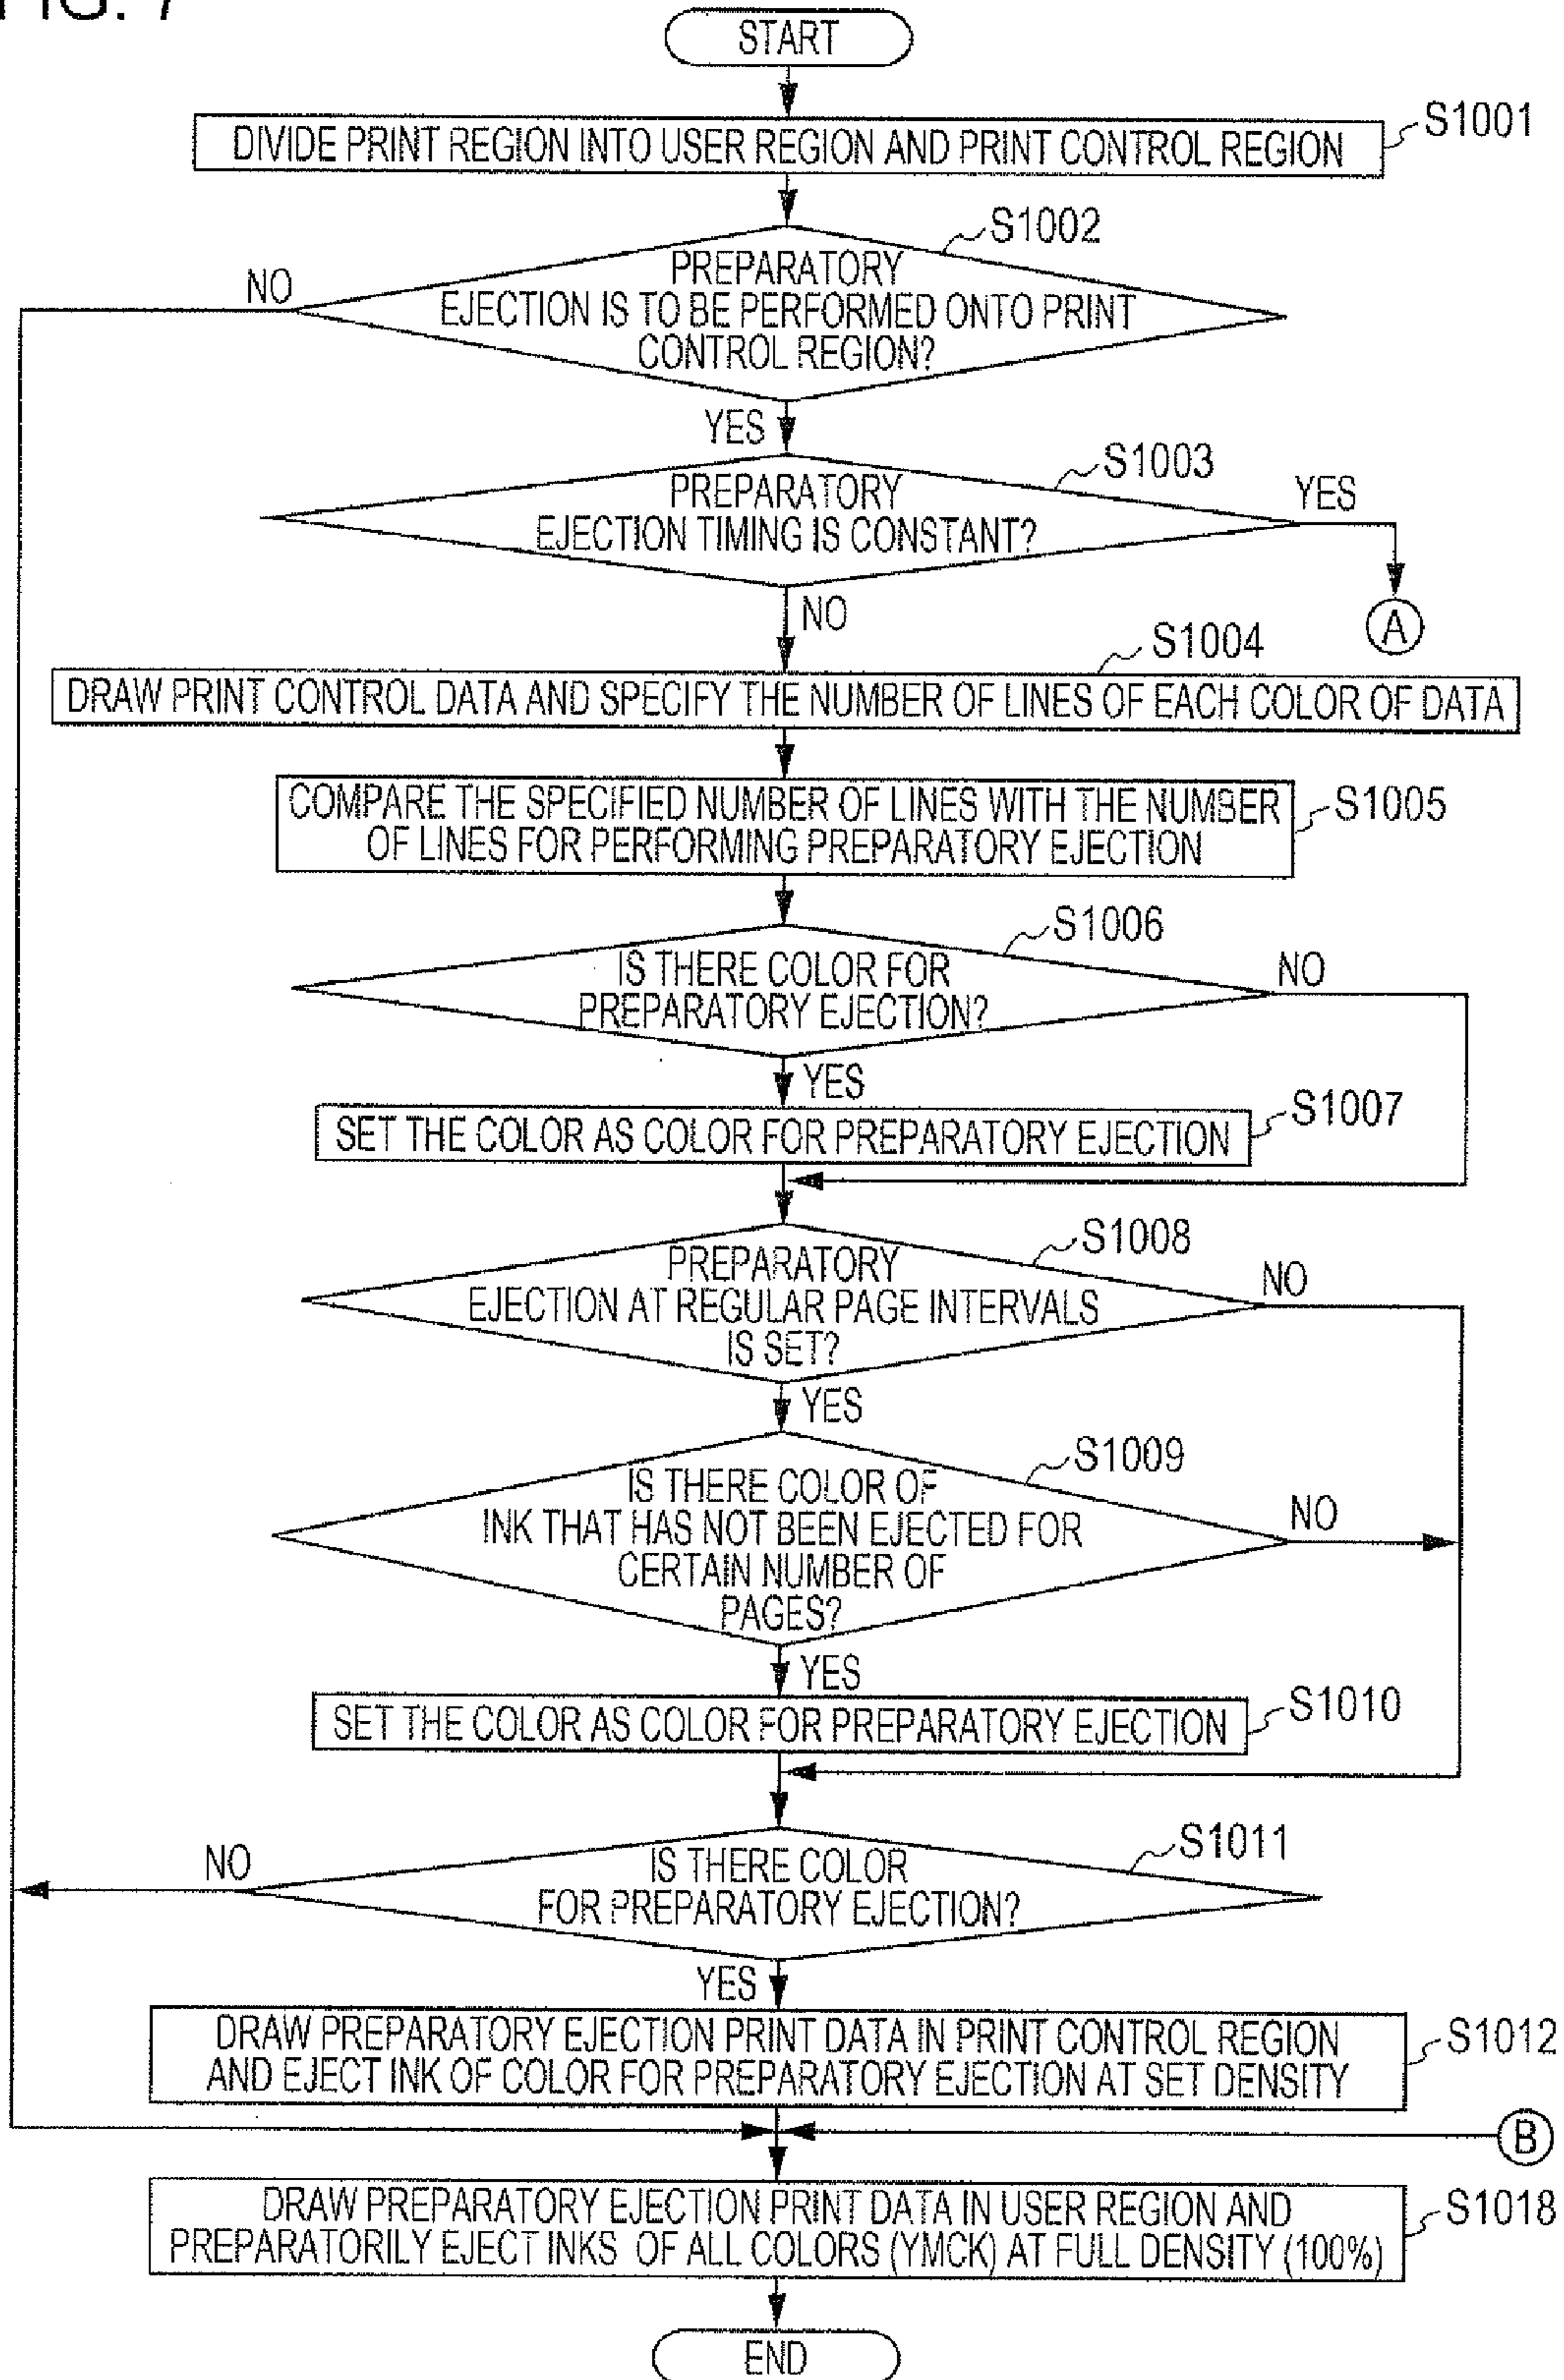 FIG. 7
START
DIVIDE PRINT REGION INTO USER REGION AND PRINT CONTROL REGION
S1001
S1002
PREPARATORY
EJECTION IS TO BE PERFORMED ONTO PRINT
CONTROL REGION?
NO
YES
S1003
PREPARATORY
EJECTION TIMING IS CONSTANT?
YES
A
NO
S1004
DRAW PRINT CONTROL DATA AND SPECIFY THE NUMBER OF LINES OF EACH COLOR OF DATA
COMPARE THE SPECIFIED NUMBER OF LINES WITH THE NUMBER
OF LINES FOR PERFORMING PREPARATORY EJECTION
S1005
S1006
IS THERE COLOR FOR
PREPARATORY EJECTION?
NO
YES
SET THE COLOR AS COLOR FOR PREPARATORY EJECTION
S1007
S1008
PREPARATORY
EJECTION AT REGULAR PAGE INTERVALS
IS SET?
NO
YES
S1009
IS THERE COLOR OF
INK THAT HAS NOT BEEN EJECTED FOR
CERTAIN NUMBER OF
PAGES?
NO
YES
SET THE COLOR AS COLOR FOR PREPARATORY EJECTION
S1010
S1011
IS THERE COLOR
FOR PREPARATORY EJECTION?
NO
YES
DRAW PREPARATORY EJECTION PRINT DATA IN PRINT CONTROL REGION
AND EJECT INK OF COLOR FOR PREPARATORY EJECTION AT SET DENSITY
S1012
B
DRAW PREPARATORY EJECTION PRINT DATA IN USER REGION AND
PREPARATORILY EJECT INKS OF ALL COLORS (YMCK) AT FULL DENSITY (100%)
S1018
END